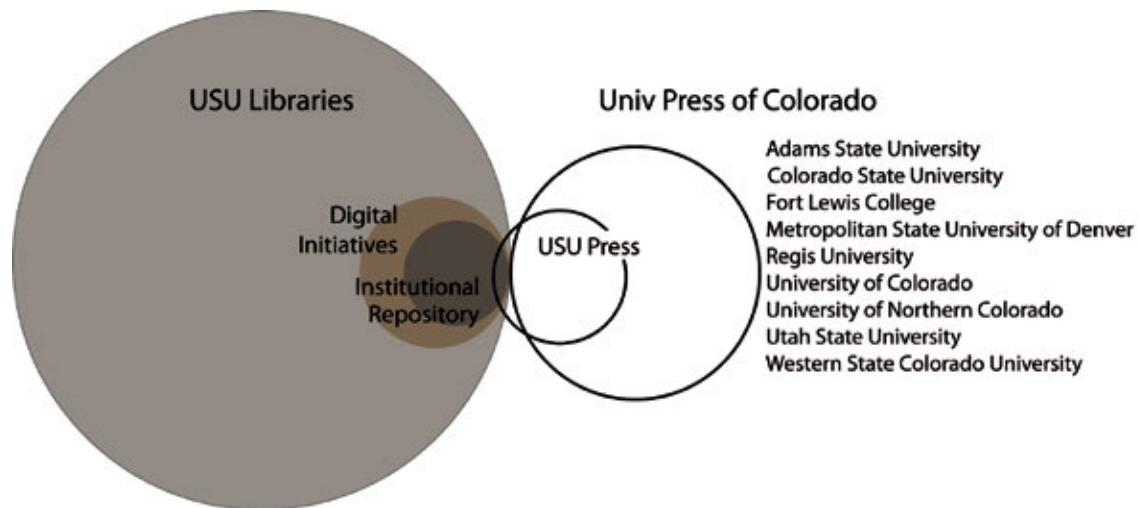 USU Libraries
Digital
Initiatives
Institutional
Repository
USU Press
Univ Press of Colorado
Adams State University
Colorado State University
Fort Lewis College
Metropolitan State University of Denver
Regis University
University of Colorado
University of Northern Colorado
Utah State University
Western State Colorado University